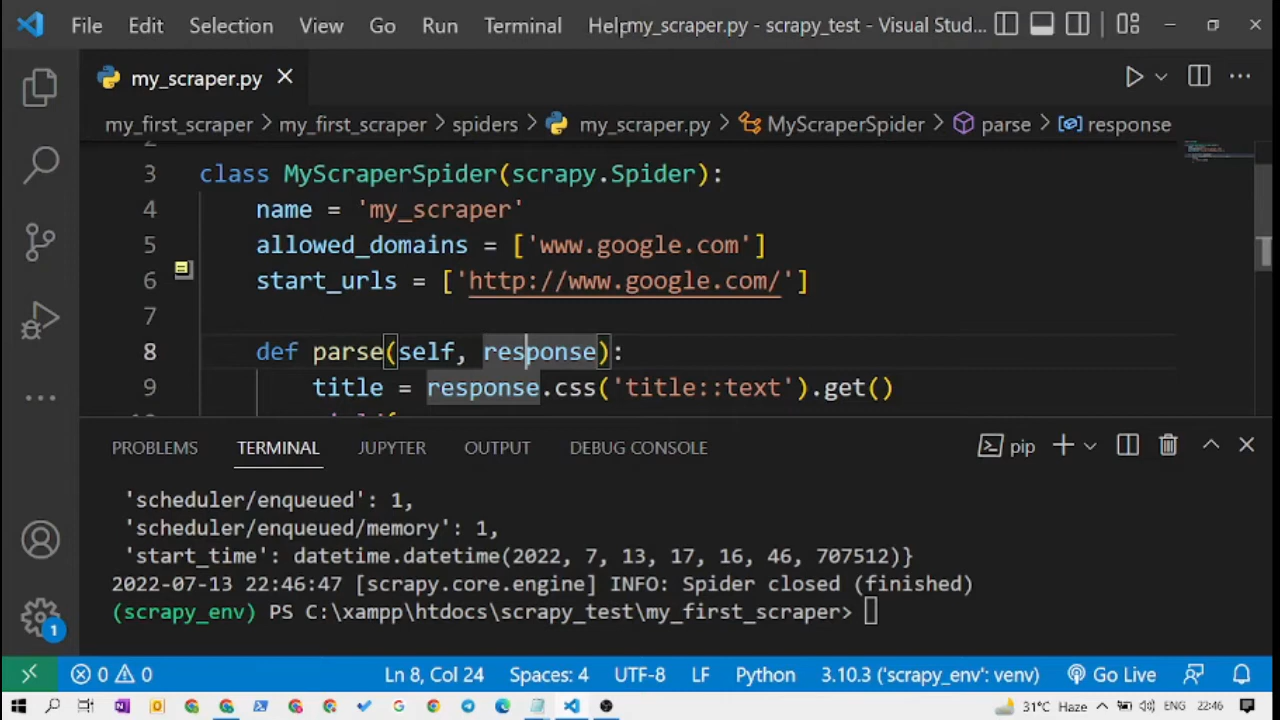 File Edit Selection View Go Run Terminal Help my_scraper.py - scrapy_test - Visual Stud...
my_scraper.py
my_first_scraper > my_first_scraper > spiders > my_scraper.py > MyScraperSpider > parse > response
2
3 class MyScraperSpider(scrapy.Spider):
4 name = 'my_scraper'
5 allowed_domains = ['www.google.com']
6 start_urls = ['http://www.google.com/']
7
8 def parse(self, response):
9 title = response.css('title::text').get()
PROBLEMS TERMINAL JUPYTER OUTPUT DEBUG CONSOLE pip
'scheduler/enqueued': 1,
'scheduler/enqueued/memory': 1,
'start_time': datetime.datetime(2022, 7, 13, 17, 16, 46, 707512)}
2022-07-13 22:46:47 [scrapy.core.engine] INFO: Spider closed (finished)
(scrapy_env) PS C:\xampp\htdocs\scrapy_test\my_first_scraper>
1
0 0 Ln 8, Col 24 Spaces: 4 UTF-8 LF Python 3.10.3 ('scrapy_env': venv) Go Live
31°C Haze ENG 22:46